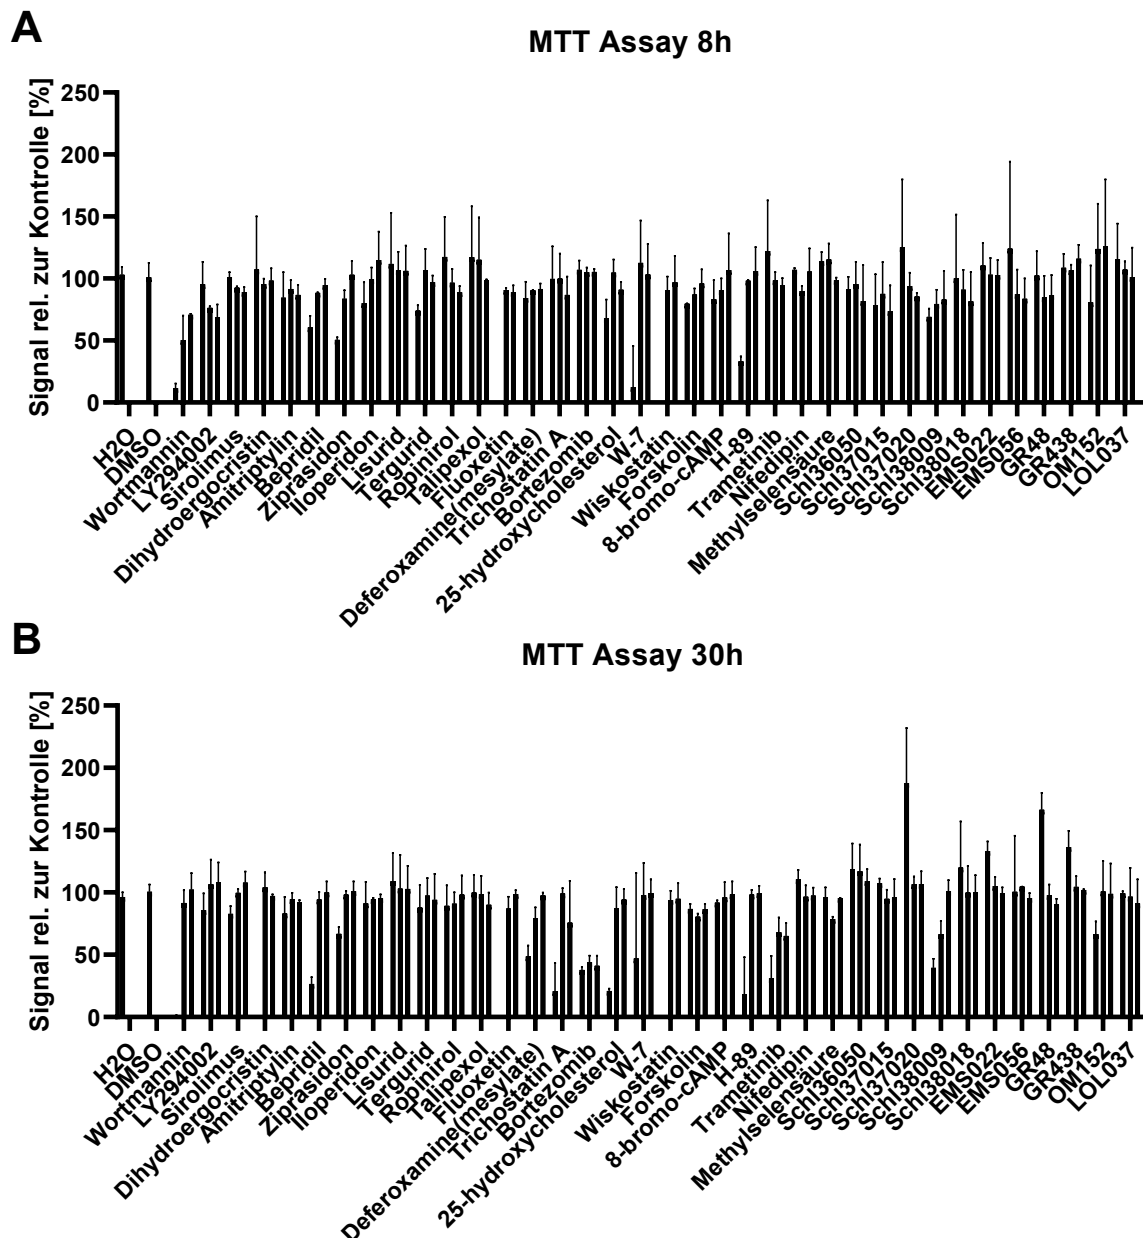 A
MTT Assay 8h
Signal rel. zur Kontrolle [%]
250
200
150
100
50
0
H2O
DMSO
Wortmannin
LY294002
Sirolimus
Dihydroergocristin
Amitriptylin
Bepridil
Ziprasidon
Iloperidon
Lisurid
Tergurid
Ropinirol
Talipexol
Fluoxetin
Deferoxamine(mesylate)
Trichostatin A
Bortezomib
25-hydroxycholesterol
W-7
Wiskostatin
Forskolin
8-bromo-cAMP
H-89
Trametinib
Nifedipin
Methylselensäure
Schl36050
Schl37015
Schl37020
Schl38009
Schl38018
EMS022
EMS056
GR48
GR438
OM152
LOL037
B
MTT Assay 30h
Signal rel. zur Kontrolle [%]
250
200
150
100
50
0
H2O
DMSO
Wortmannin
LY294002
Sirolimus
Dihydroergocristin
Amitriptylin
Bepridil
Ziprasidon
Iloperidon
Lisurid
Tergurid
Ropinirol
Talipexol
Fluoxetin
Deferoxamine(mesylate)
Trichostatin A
Bortezomib
25-hydroxycholesterol
W-7
Wiskostatin
Forskolin
8-bromo-cAMP
H-89
Trametinib
Nifedipin
Methylselensäure
Schl36050
Schl37015
Schl37020
Schl38009
Schl38018
EMS022
EMS056
GR48
GR438
OM152
LOL037